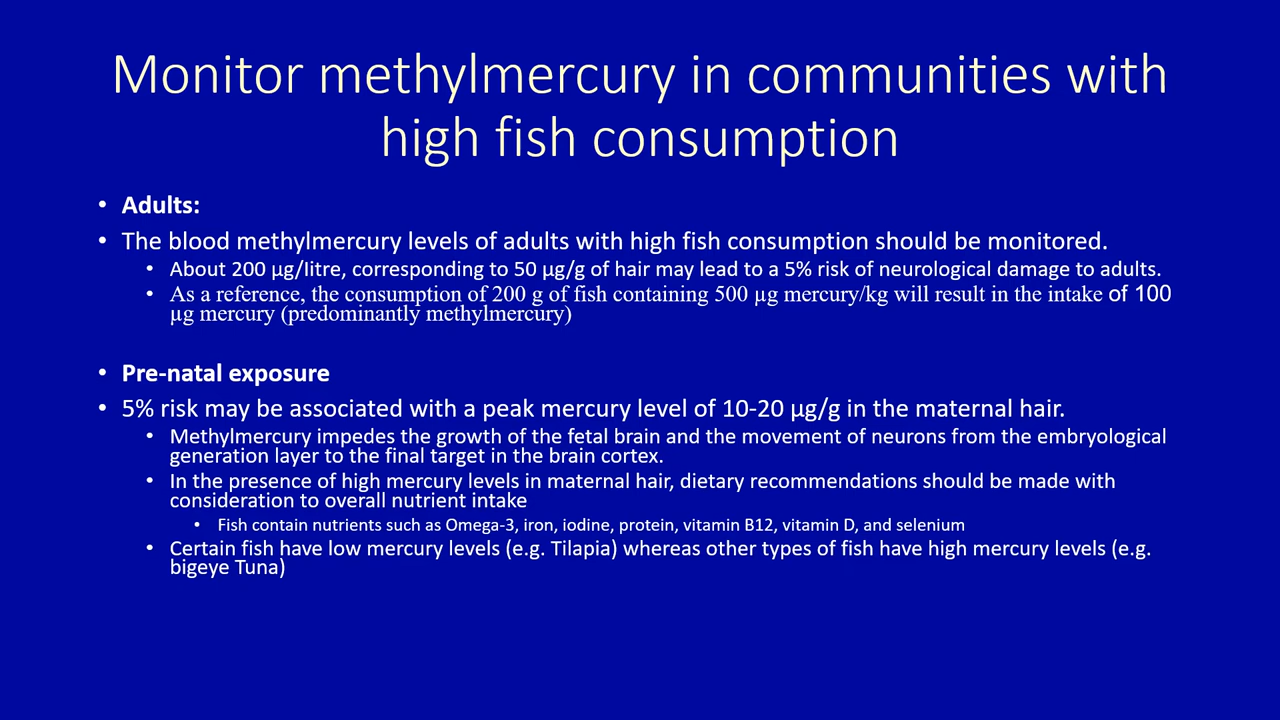 Monitor methylmercury in communities with
high fish consumption
• Adults:
• The blood methylmercury levels of adults with high fish consumption should be monitored.
• About 200 µg/litre, corresponding to 50 µg/g of hair may lead to a 5% risk of neurological damage to adults.
• As a reference, the consumption of 200 g of fish containing 500 µg mercury/kg will result in the intake of 100
µg mercury (predominantly methylmercury)
• Pre-natal exposure
• 5% risk may be associated with a peak mercury level of 10-20 µg/g in the maternal hair.
• Methylmercury impedes the growth of the fetal brain and the movement of neurons from the embryological
generation layer to the final target in the brain cortex.
• In the presence of high mercury levels in maternal hair, dietary recommendations should be made with
consideration to overall nutrient intake
• Fish contain nutrients such as Omega-3, iron, iodine, protein, vitamin B12, vitamin D, and selenium
• Certain fish have low mercury levels (e.g. Tilapia) whereas other types of fish have high mercury levels (e.g.
bigeye Tuna)